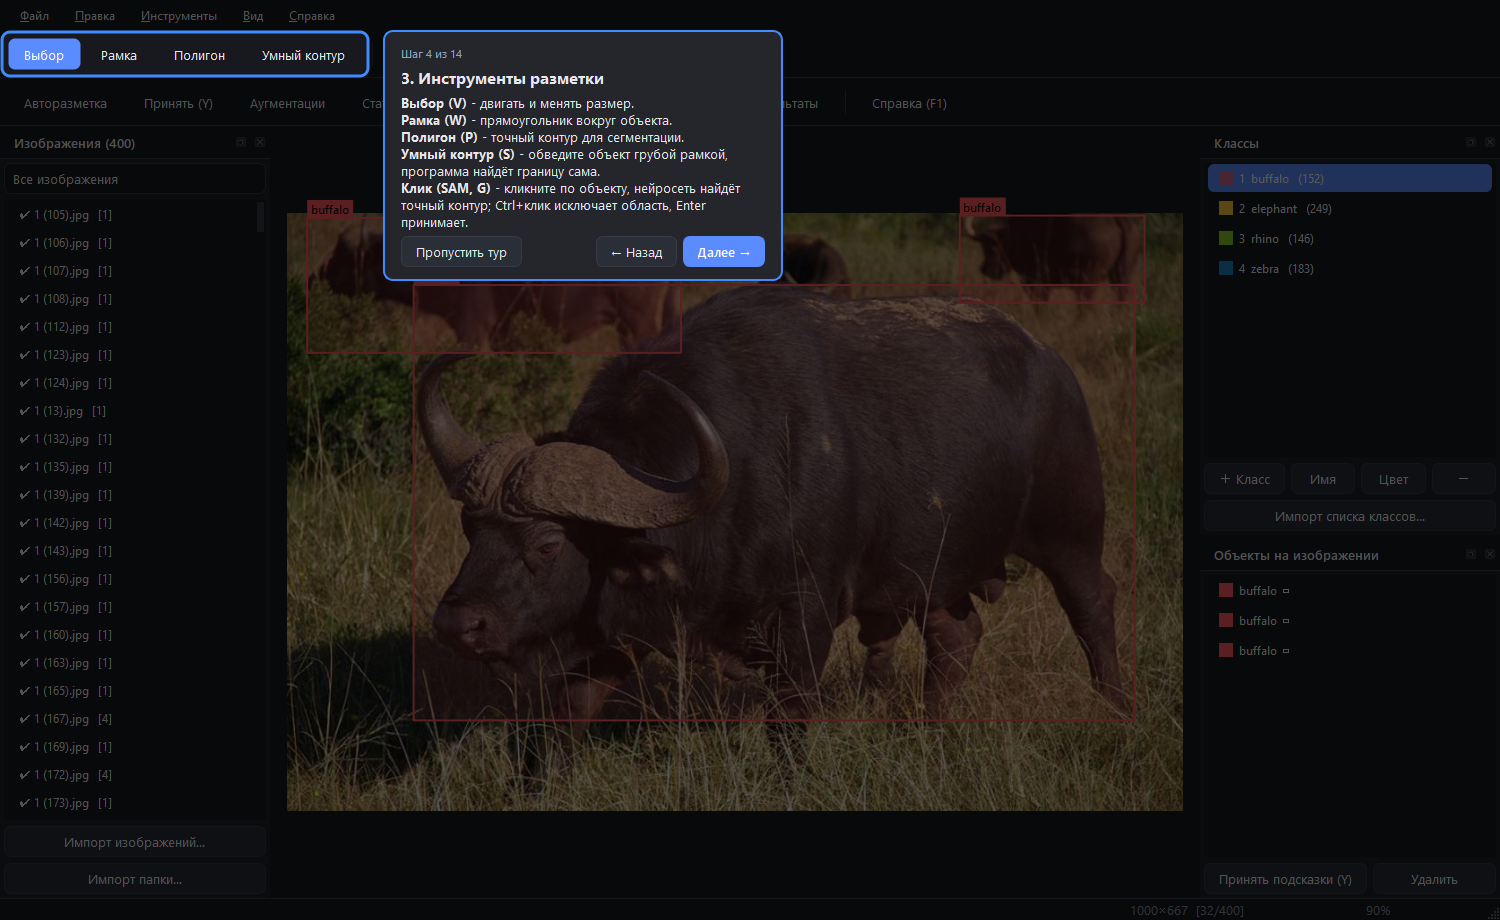 Файл Правка Инструменты Вид Справка
Выбор Рамка Полигон Умный контур
Авторазметка Принять (Y) Аугментации Справка (F1)
Шаг 4 из 14
3. Инструменты разметки
Выбор (V) - двигать и менять размер.
Рамка (W) - прямоугольник вокруг объекта.
Полигон (P) - точный контур для сегментации.
Умный контур (S) - обведите объект грубой рамкой,
программа найдёт границу сама.
Клик (SAM, G) - кликните по объекту, нейросеть найдёт
точный контур; Ctrl+клик исключает область, Enter
принимает.
Пропустить тур ← Назад Далее →
Изображения (400)
Все изображения
✔ 1 (105).jpg [1]
✔ 1 (106).jpg [1]
✔ 1 (107).jpg [1]
✔ 1 (108).jpg [1]
✔ 1 (112).jpg [1]
✔ 1 (123).jpg [1]
✔ 1 (124).jpg [1]
✔ 1 (13).jpg [1]
✔ 1 (132).jpg [1]
✔ 1 (135).jpg [1]
✔ 1 (139).jpg [1]
✔ 1 (142).jpg [1]
✔ 1 (143).jpg [1]
✔ 1 (156).jpg [1]
✔ 1 (157).jpg [1]
✔ 1 (160).jpg [1]
✔ 1 (163).jpg [1]
✔ 1 (165).jpg [1]
✔ 1 (167).jpg [4]
✔ 1 (169).jpg [1]
✔ 1 (172).jpg [4]
✔ 1 (173).jpg [1]
Импорт изображений...
Импорт папки...
buffalo
buffalo
Классы
1 buffalo (152)
2 elephant (249)
3 rhino (146)
4 zebra (183)
+ Класс Имя Цвет −
Импорт списка классов...
Объекты на изображении
buffalo
buffalo
buffalo
Принять подсказки (Y) Удалить
1000×667 [32/400] 90%